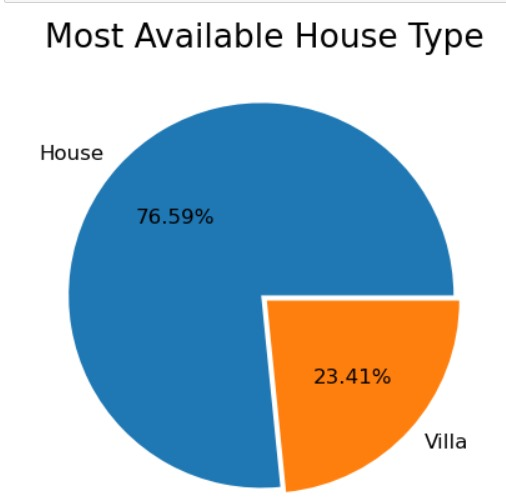 Most Available House Type
House
76.59%
23.41%
Villa